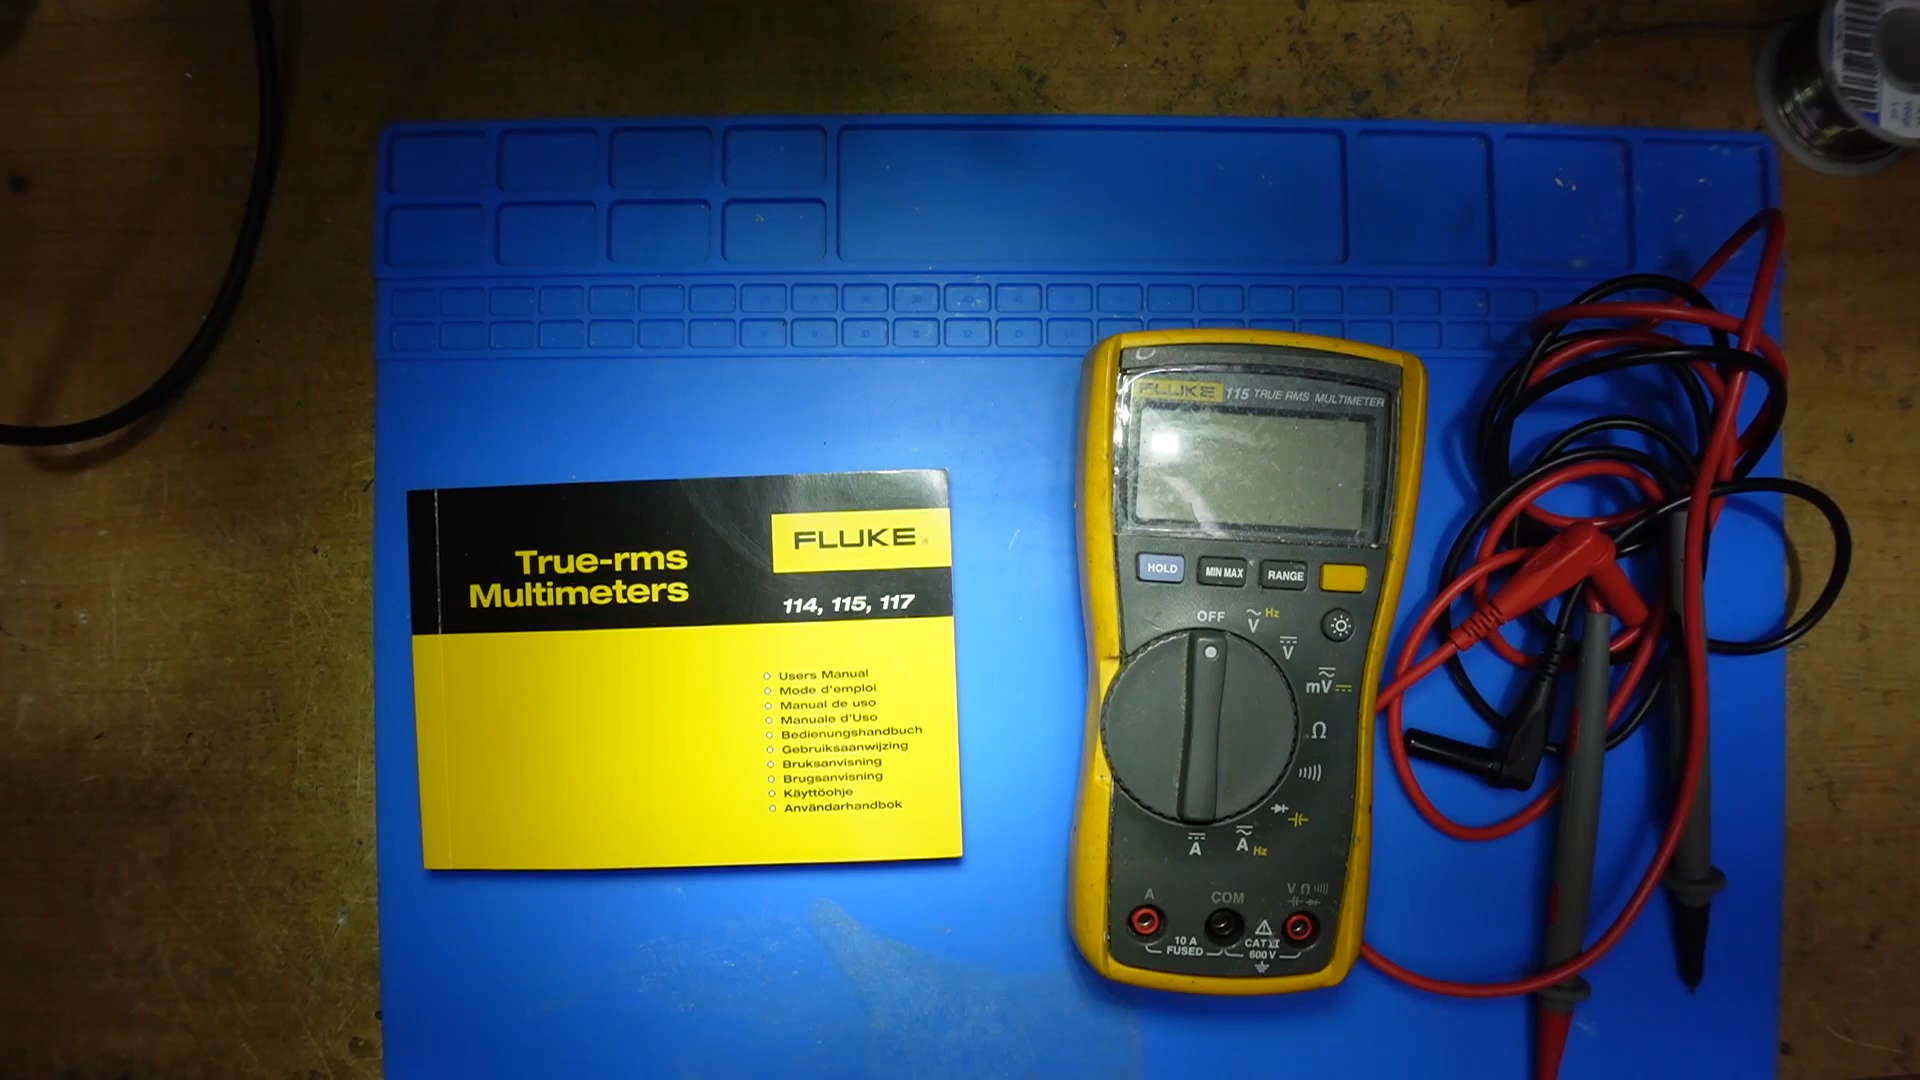 True-rms
Multimeters
FLUKE
114, 115, 117
Users Manual
Mode d'emploi
Manual de uso
Manuale d'Uso
Bedienungshandbuch
Gebruiksaanwijzing
Bruksanvisning
Brugsanvisning
Käyttöohje
Användarhandbok
FLUKE 115 TRUE RMS MULTIMETER
HOLD
MIN MAX
RANGE
OFF
V Hz
V
mV
Ω
A
A Hz
A
COM
V Ω
10 A
FUSED
600 V